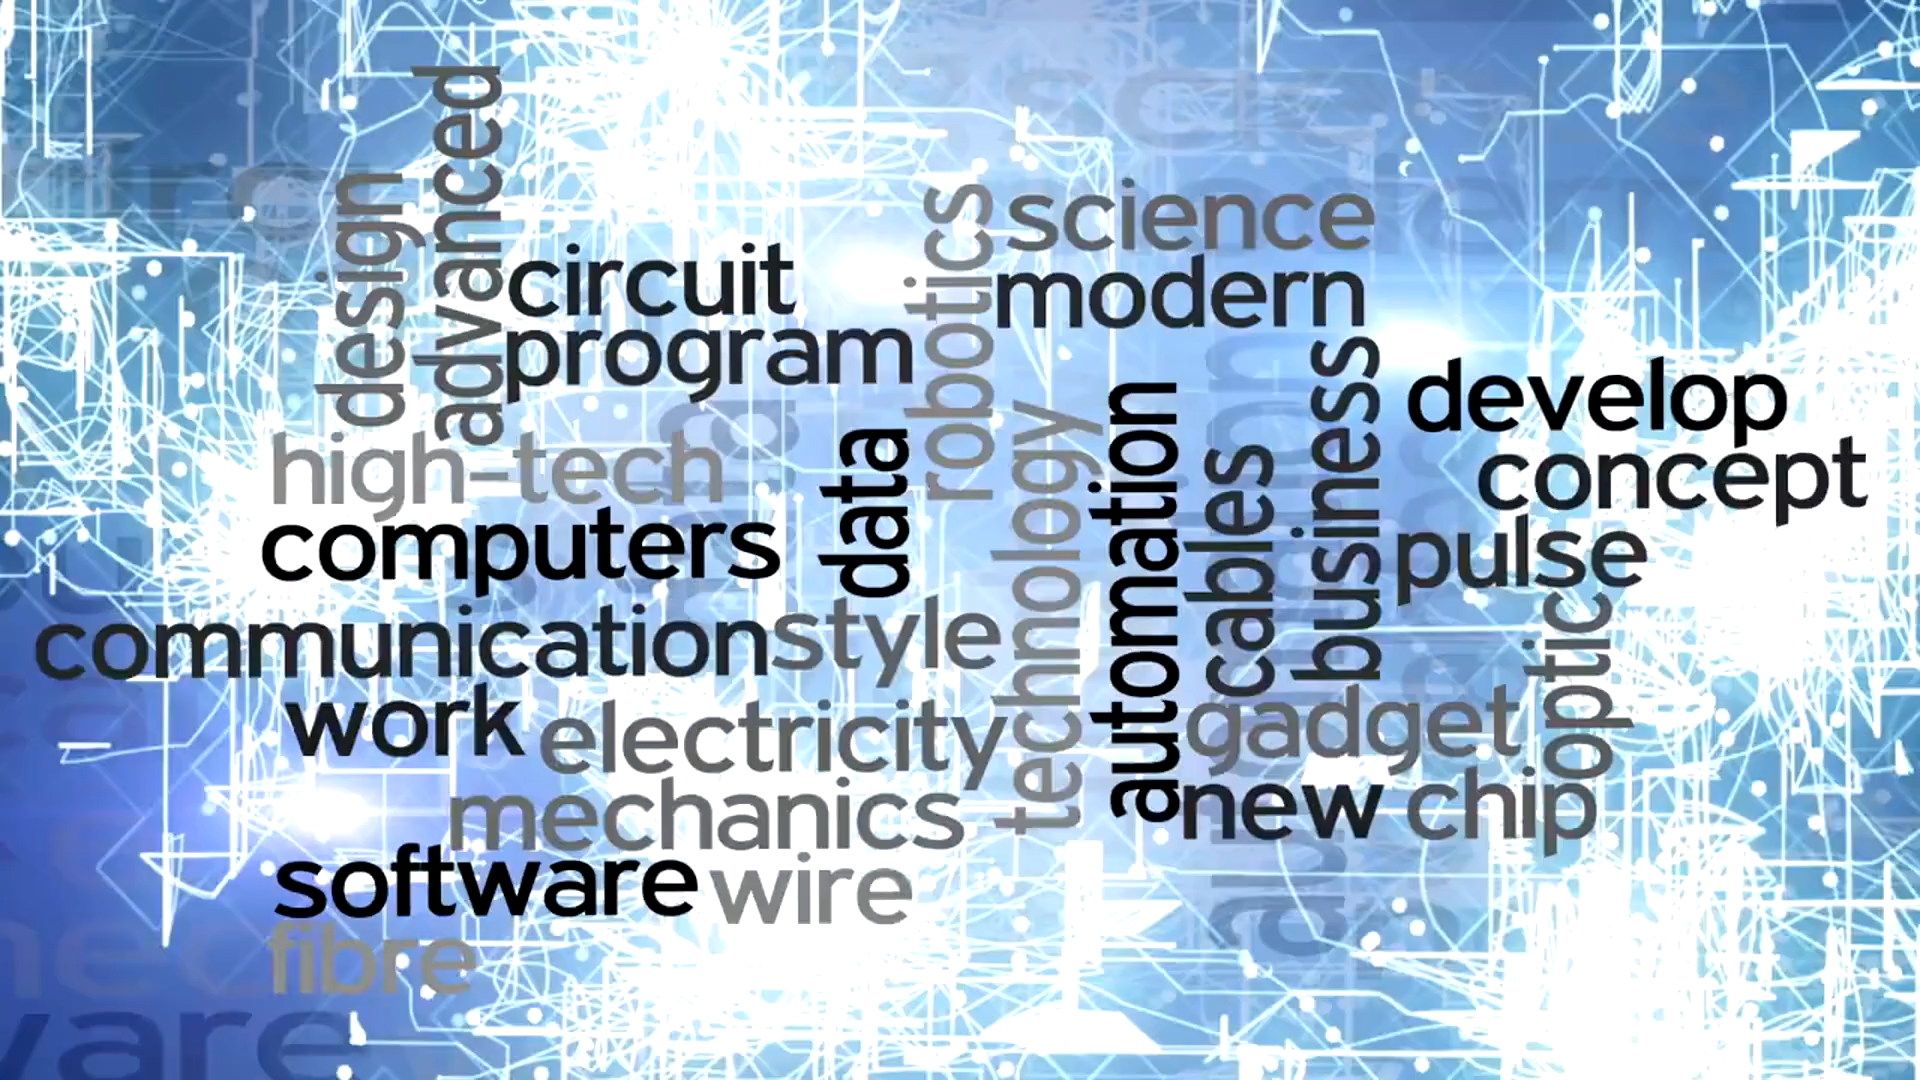 design
advanced
circuit
program
robotics
science
modern
high-tech
data
technology
automation
cables
business
develop
concept
computers
pulse
communication
style
optic
work
electricity
gadget
mechanics
new
chip
software
wire
fibre